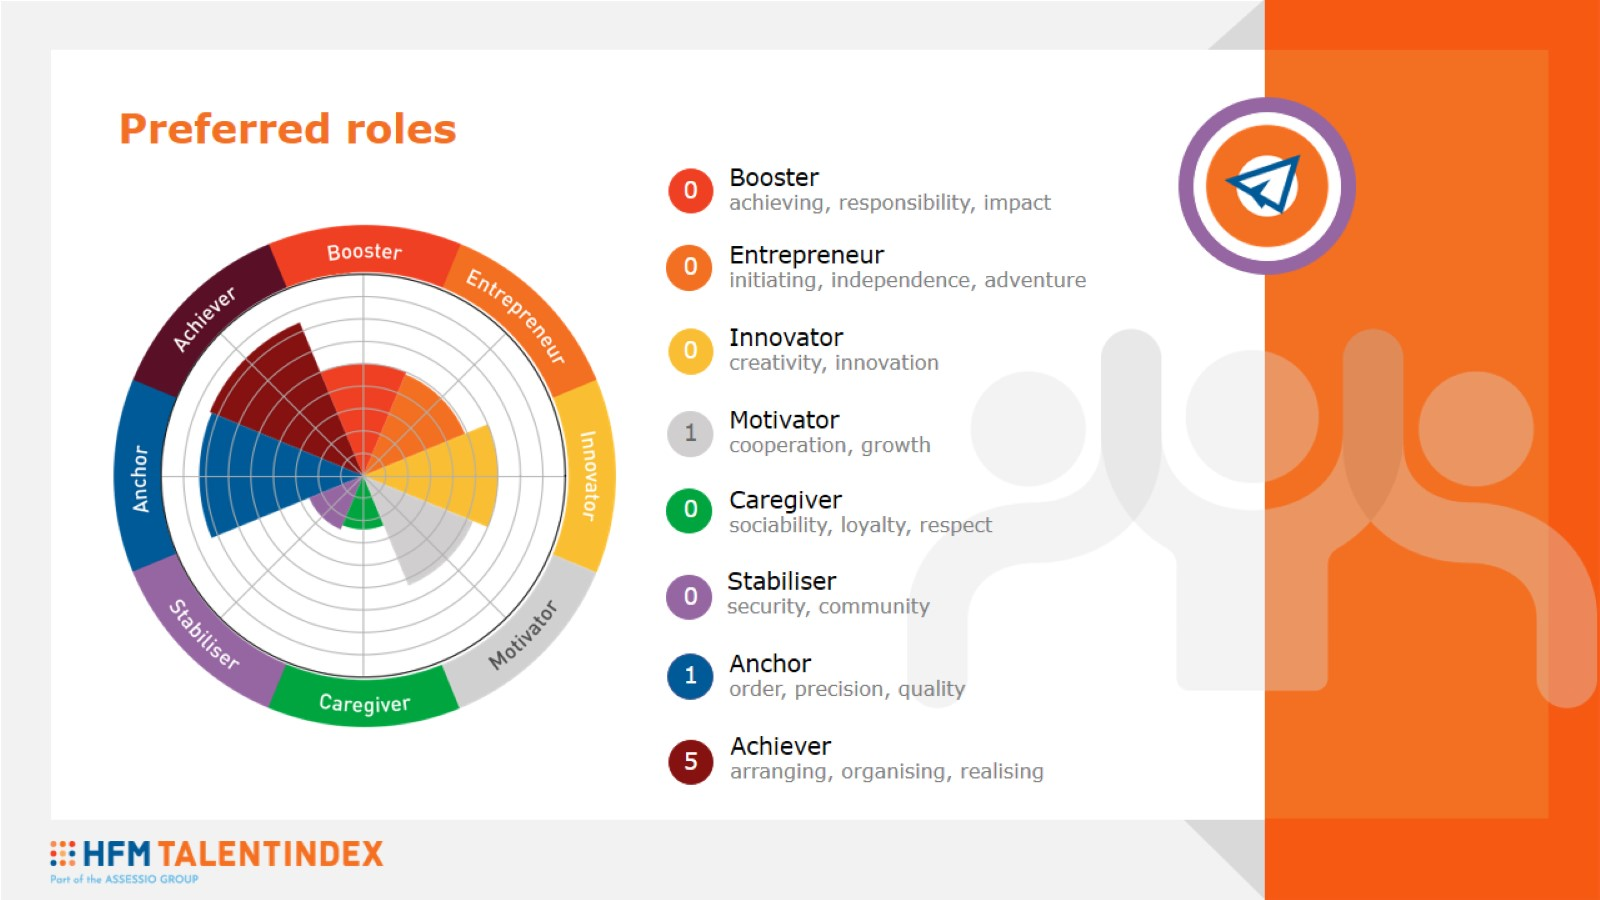 Preferred roles
Booster
Entrepreneur
Innovator
Motivator
Caregiver
Stabiliser
Anchor
Achiever
0
Booster
achieving, responsibility, impact
0
Entrepreneur
initiating, independence, adventure
0
Innovator
creativity, innovation
1
Motivator
cooperation, growth
0
Caregiver
sociability, loyalty, respect
0
Stabiliser
security, community
1
Anchor
order, precision, quality
5
Achiever
arranging, organising, realising
HFM TALENTINDEX
Part of the ASSESSIO GROUP